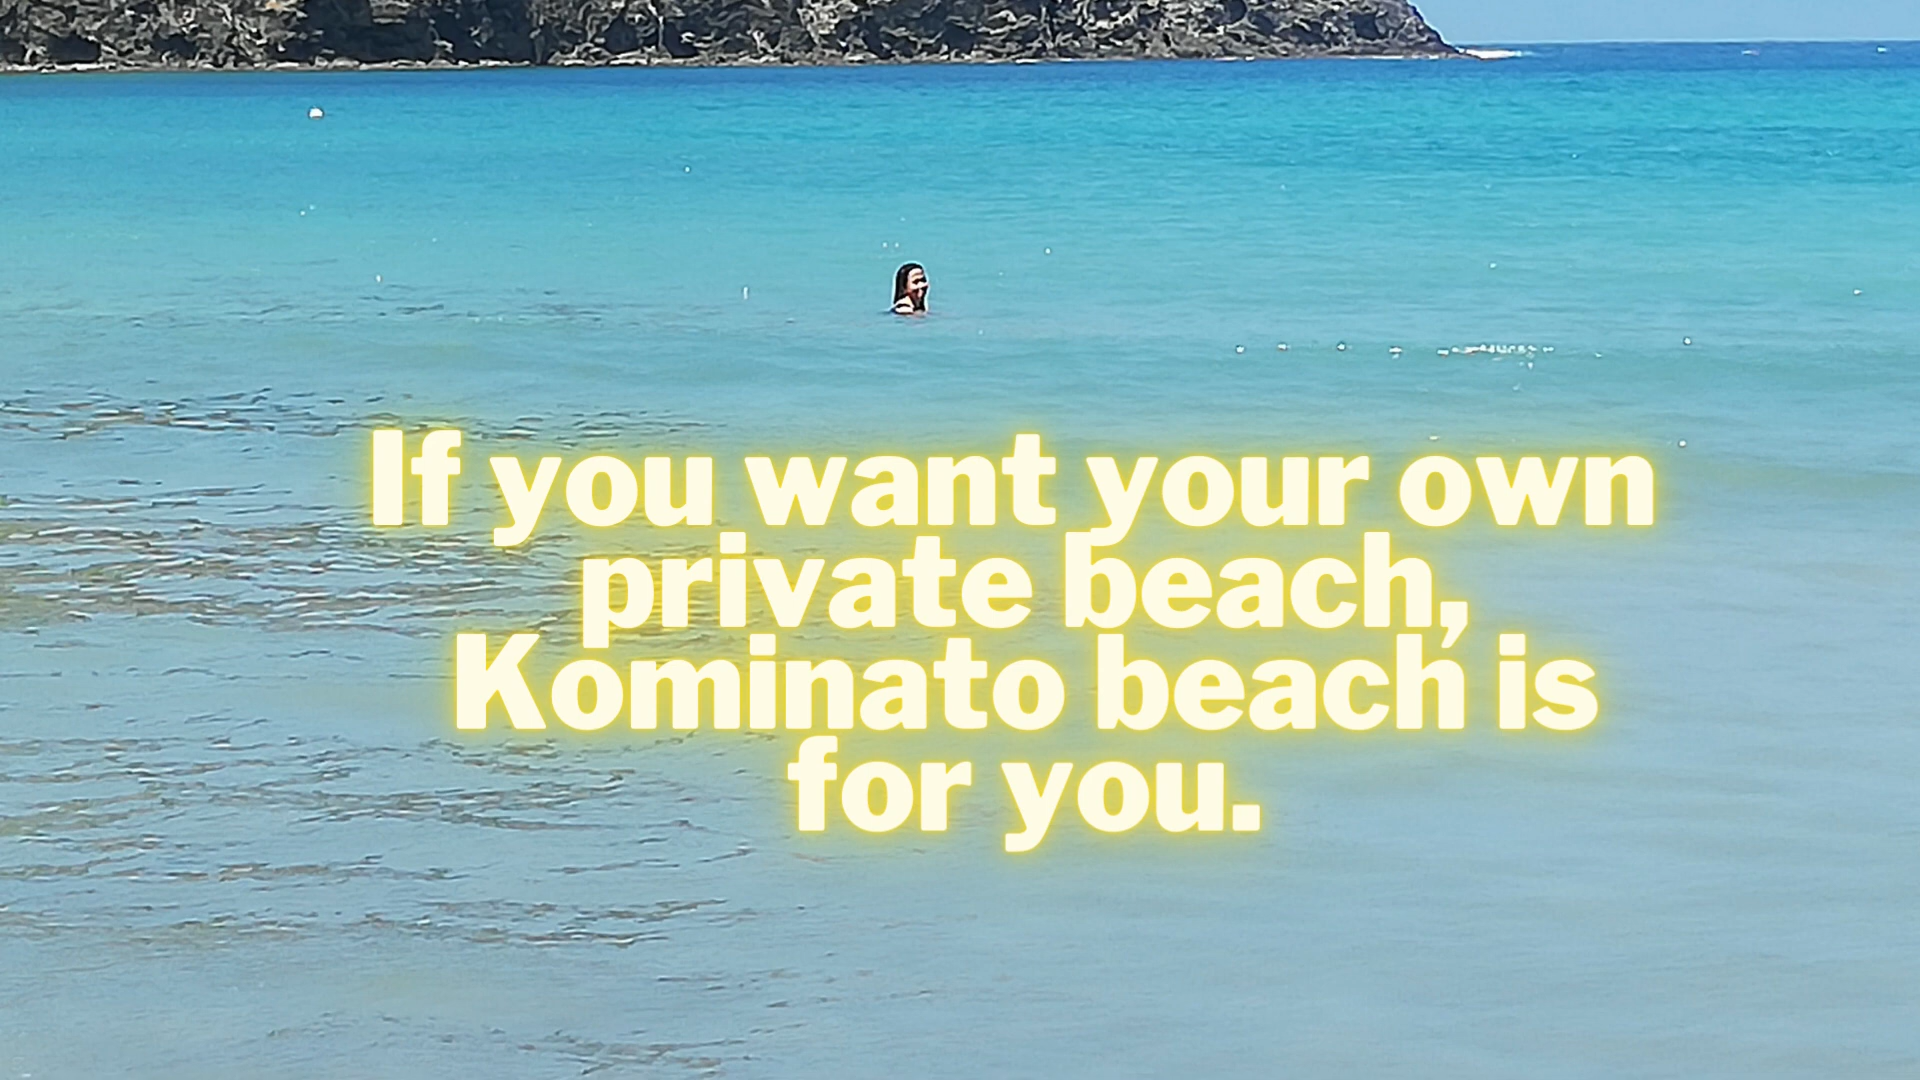 If you want your own
private beach,
Kominato beach is
for you.